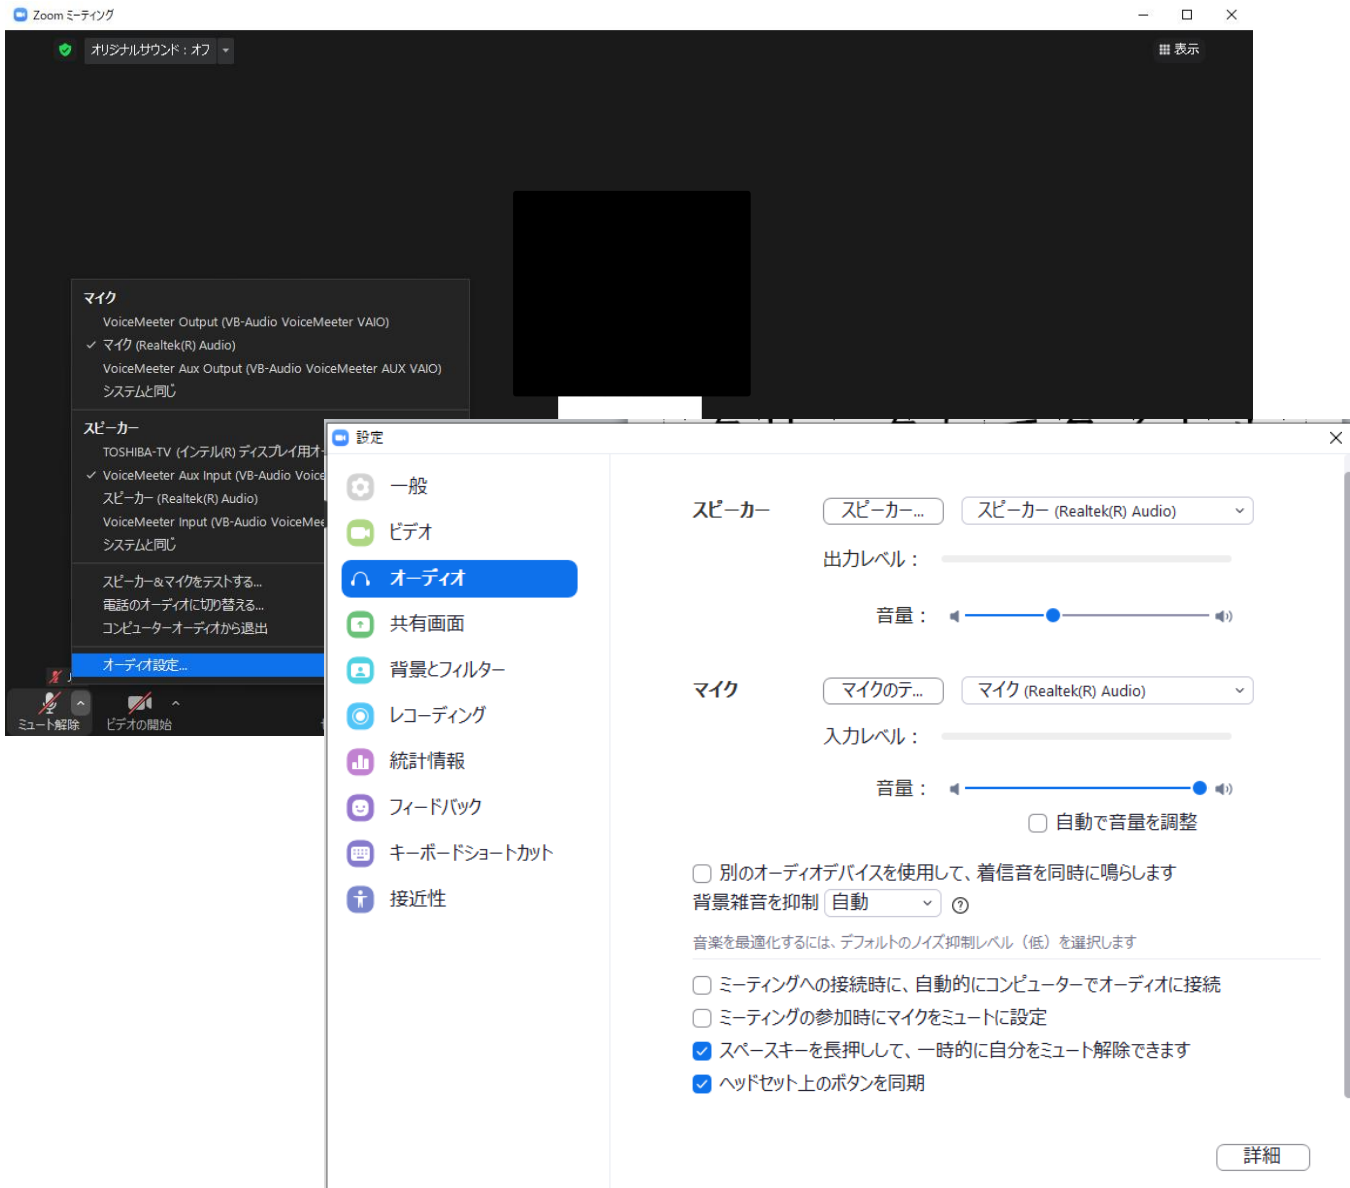 Zoom ミーティング
オリジナルサウンド：オフ
表示
マイク
VoiceMeeter Output (VB-Audio VoiceMeeter VAIO)
マイク (Realtek(R) Audio)
VoiceMeeter Aux Output (VB-Audio VoiceMeeter AUX VAIO)
システムと同じ
スピーカー
TOSHIBA-TV (インテル(R) ディスプレイ用オ
VoiceMeeter Aux Input (VB-Audio Voice
スピーカー (Realtek(R) Audio)
VoiceMeeter Input (VB-Audio VoiceMee
システムと同じ
スピーカー&マイクをテストする...
電話のオーディオに切り替える...
コンピューターオーディオから退出
オーディオ設定...
ミュート解除
ビデオの開始
設定
一般
ビデオ
オーディオ
共有画面
背景とフィルター
レコーディング
統計情報
フィードバック
キーボードショートカット
接近性
スピーカー スピーカー... スピーカー (Realtek(R) Audio)
出力レベル：
音量：
マイク マイクのテ... マイク (Realtek(R) Audio)
入力レベル：
音量：
自動で音量を調整
別のオーディオデバイスを使用して、着信音を同時に鳴らします
背景雑音を抑制 自動
音楽を最適化するには、デフォルトのノイズ抑制レベル（低）を選択します
ミーティングへの接続時に、自動的にコンピューターでオーディオに接続
ミーティングの参加時にマイクをミュートに設定
スペースキーを長押しして、一時的に自分をミュート解除できます
ヘッドセット上のボタンを同期
詳細